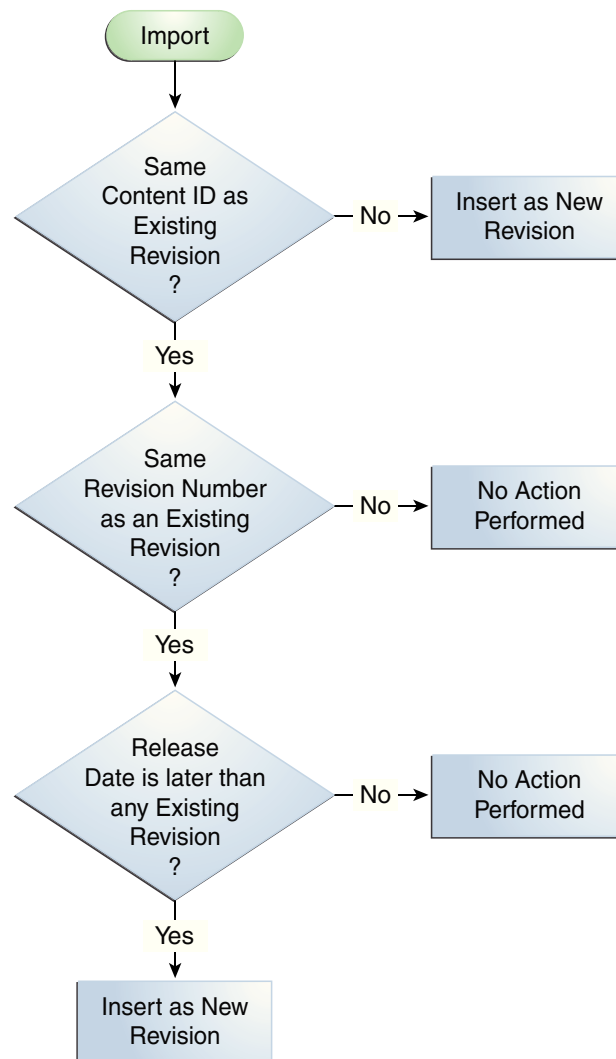 Import
Same
Content ID as
Existing
Revision
?
No
Insert as New
Revision
Yes
Same
Revision Number
as an Existing
Revision
?
No
No Action
Performed
Yes
Release
Date is later than
any Existing
Revision
?
No
No Action
Performed
Yes
Insert as New
Revision